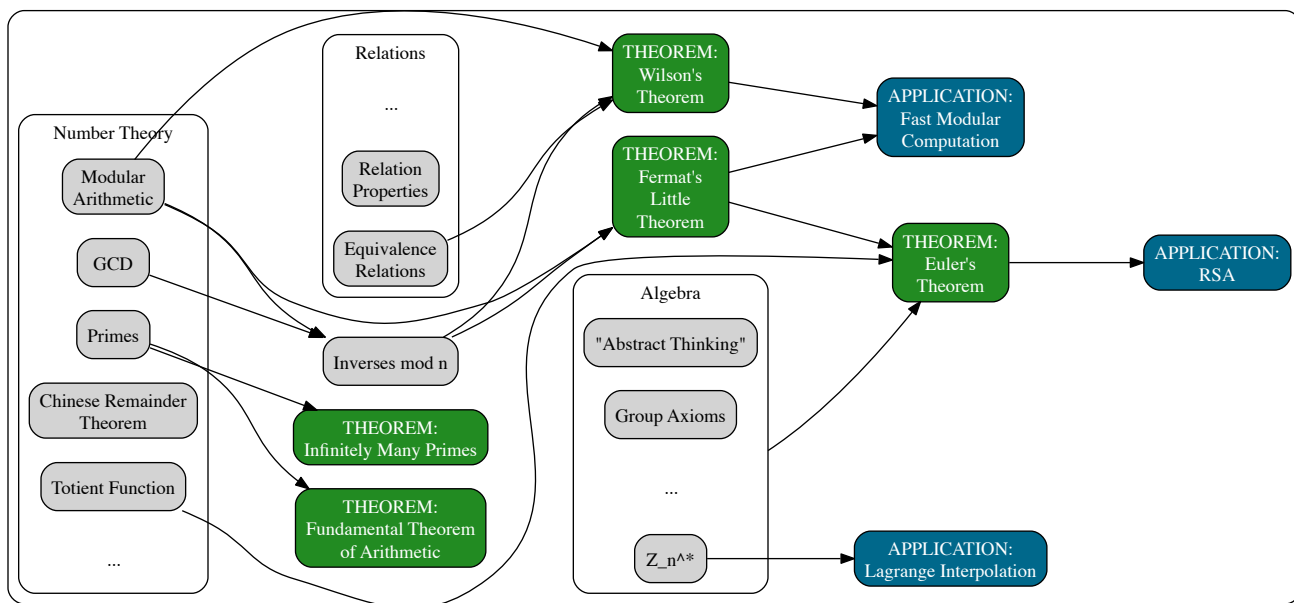 Number Theory
Modular
Arithmetic
GCD
Primes
Chinese Remainder
Theorem
Totient Function
...
Relations
...
Relation
Properties
Equivalence
Relations
Inverses mod n
THEOREM:
Infinitely Many Primes
THEOREM:
Fundamental Theorem
of Arithmetic
THEOREM:
Wilson's
Theorem
THEOREM:
Fermat's
Little
Theorem
Algebra
"Abstract Thinking"
Group Axioms
...
Z_n^*
APPLICATION:
Fast Modular
Computation
THEOREM:
Euler's
Theorem
APPLICATION:
Lagrange Interpolation
APPLICATION:
RSA